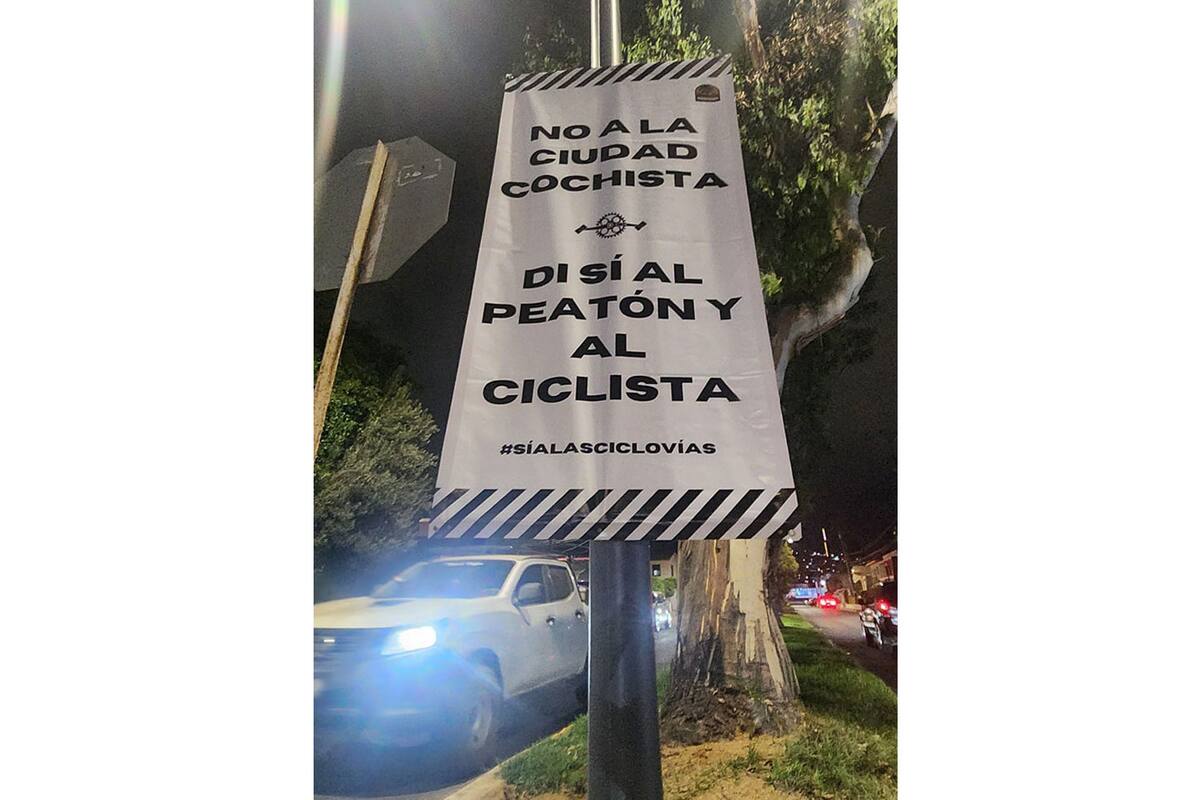 NO A LA
CIUDAD
COCHISTA
DI SÍ AL
PEATÓN Y
AL
CICLISTA
#SÍALASCICLOVÍAS